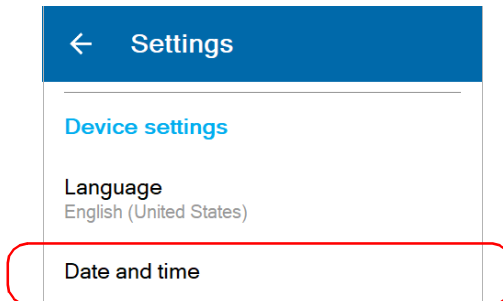 Settings
Device settings
Language
English (United States)
Date and time